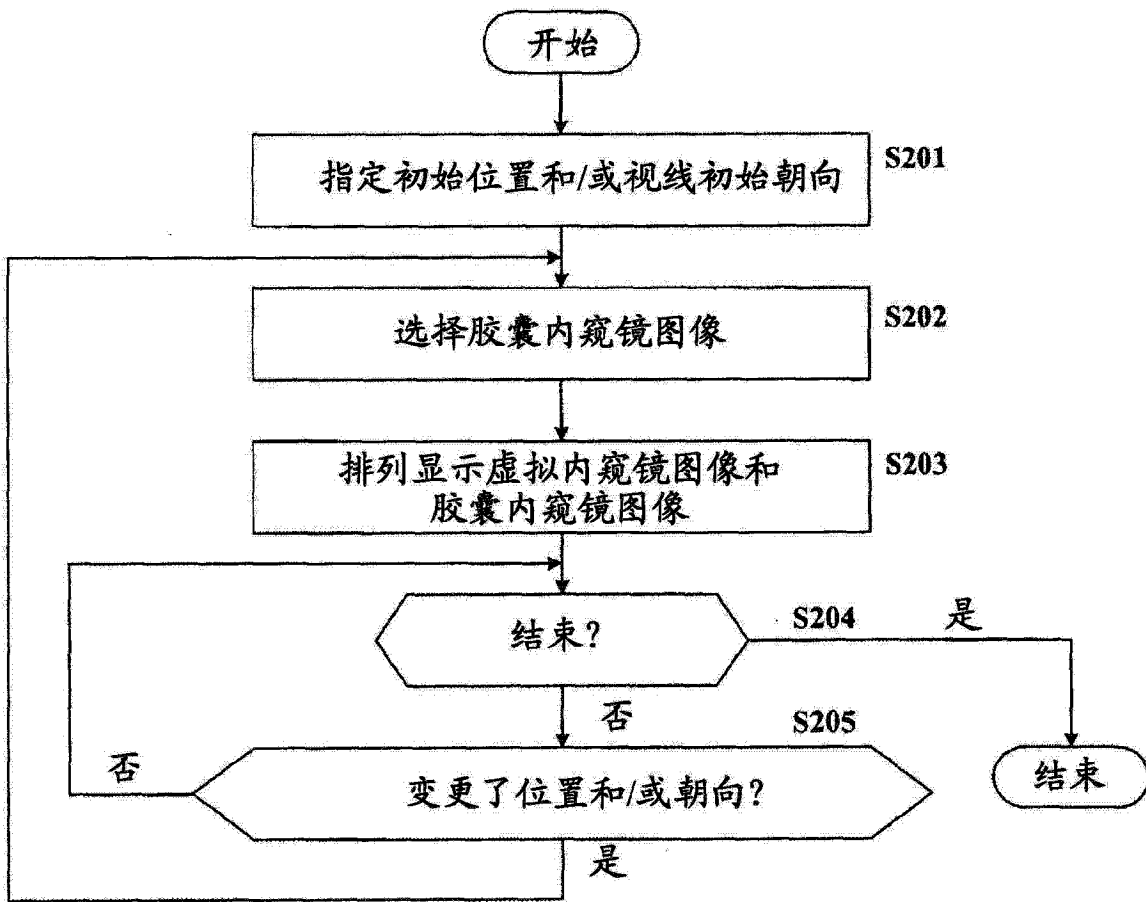 开始
指定初始位置和/或视线初始朝向
S201
选择胶囊内窥镜图像
S202
排列显示虚拟内窥镜图像和
胶囊内窥镜图像
S203
结束?
S204
是
否
S205
否
变更了位置和/或朝向?
结束
是